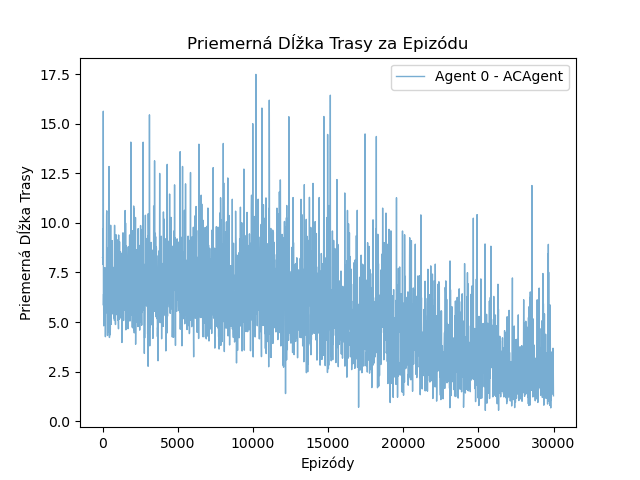 Priemerná Dĺžka Trasy za Epizódu
Agent 0 - ACAgent
Priemerná Dĺžka Trasy
17.5
15.0
12.5
10.0
7.5
5.0
2.5
0.0
0 5000 10000 15000 20000 25000 30000
Epizódy